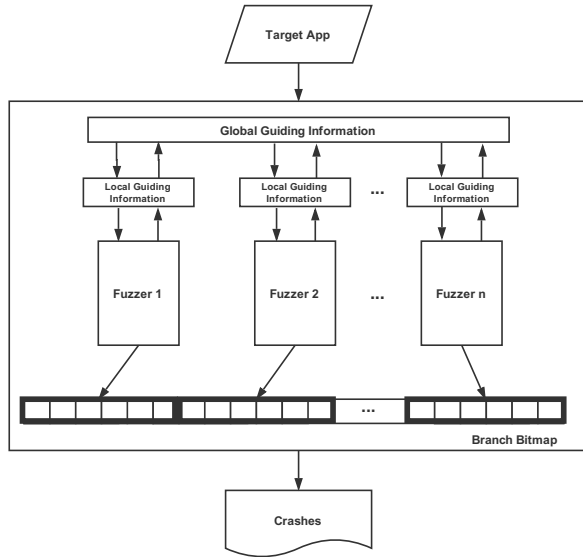 Target App
Global Guiding Information
Local Guiding
Information
Local Guiding
Information
...
Local Guiding
Information
Fuzzer 1
Fuzzer 2
...
Fuzzer n
...
Branch Bitmap
Crashes